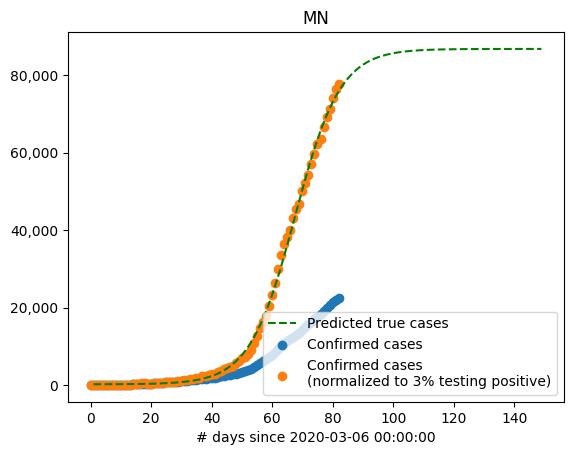 MN
80,000
60,000
40,000
20,000
0
Predicted true cases
Confirmed cases
Confirmed cases
(normalized to 3% testing positive)
0 20 40 60 80 100 120 140
# days since 2020-03-06 00:00:00